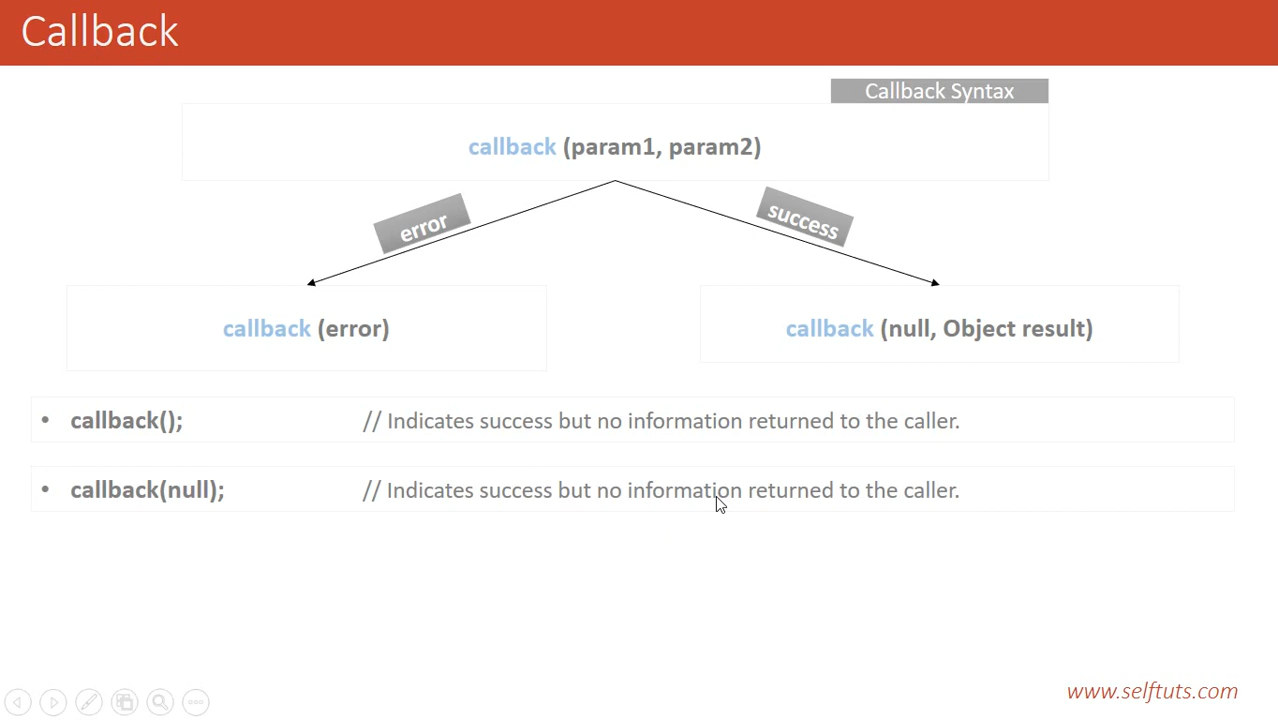 Callback
Callback Syntax
callback (param1, param2)
error
success
callback (error)
callback (null, Object result)
• callback(); // Indicates success but no information returned to the caller.
• callback(null); // Indicates success but no information returned to the caller.
www.selftuts.com